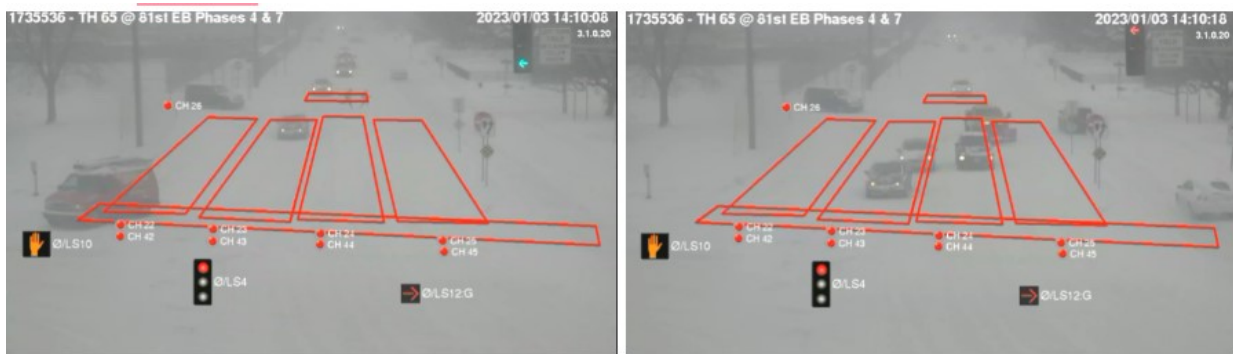 1735536 - TH 65 @ 81st EB Phases 4 & 7
2023/01/03 14:10:08
3.1.0.20
CH 26
CH 22
CH 42
CH 23
CH 43
CH 24
CH 44
CH 25
CH 45
Ø/LS10
Ø/LS4
Ø/LS12:G
1735536 - TH 65 @ 81st EB Phases 4 & 7
2023/01/03 14:10:18
3.1.0.20
CH 26
CH 22
CH 42
CH 23
CH 43
CH 24
CH 44
CH 25
CH 45
Ø/LS10
Ø/LS4
Ø/LS12:G